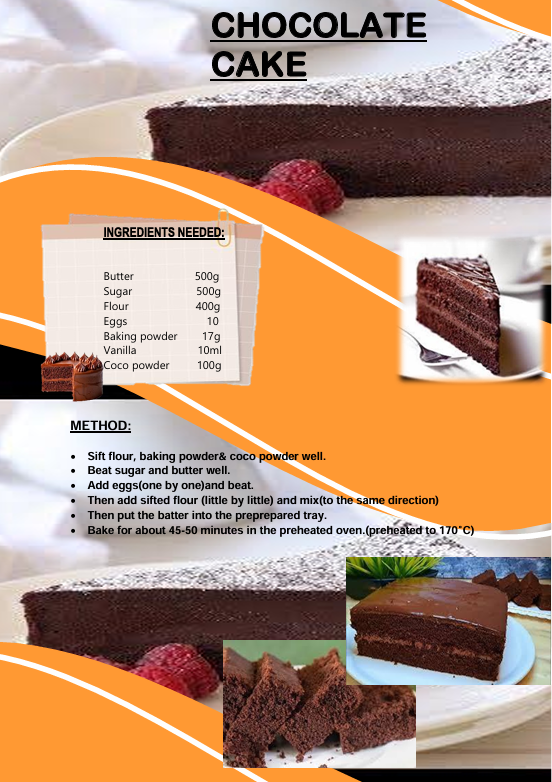 CHOCOLATE
CAKE
INGREDIENTS NEEDED:
Butter 500g
Sugar 500g
Flour 400g
Eggs 10
Baking powder 17g
Vanilla 10ml
Coco powder 100g
METHOD:
• Sift flour, baking powder& coco powder well.
• Beat sugar and butter well.
• Add eggs(one by one)and beat.
• Then add sifted flour (little by little) and mix(to the same direction)
• Then put the batter into the preprepared tray.
• Bake for about 45-50 minutes in the preheated oven.(preheated to 170˚C)